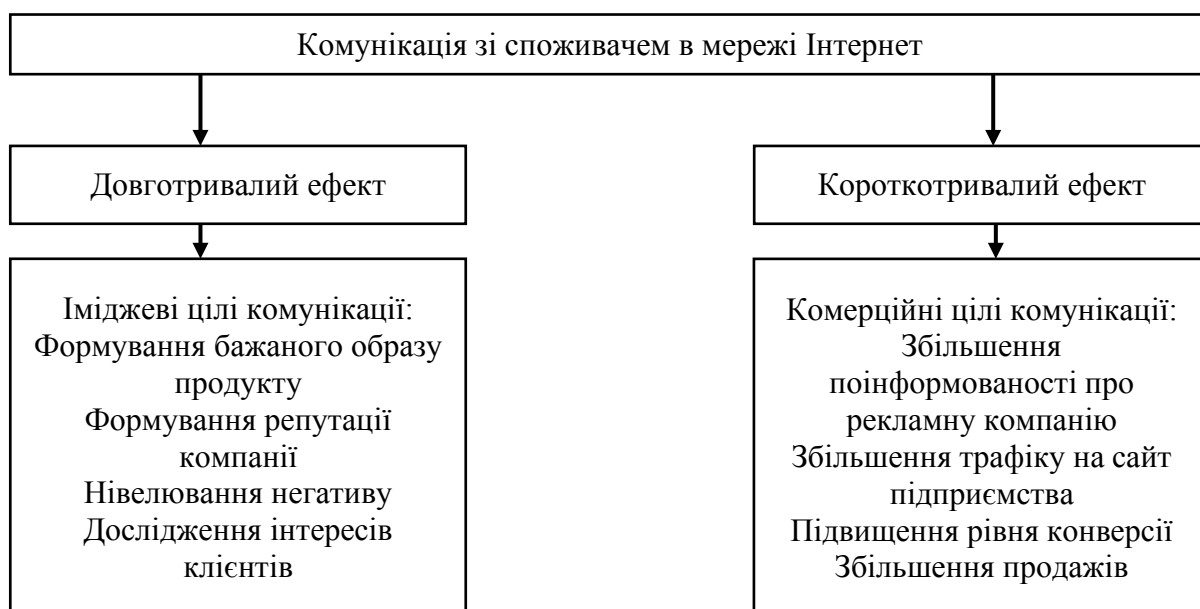 Комунікація зі споживачем в мережі Інтернет
Довготривалий ефект
Короткотривалий ефект
Іміджеві цілі комунікації:
Формування бажаного образу
продукту
Формування репутації
компанії
Нівелювання негативу
Дослідження інтересів
клієнтів
Комерційні цілі комунікації:
Збільшення
поінформованості про
рекламну компанію
Збільшення трафіку на сайт
підприємства
Підвищення рівня конверсії
Збільшення продажів